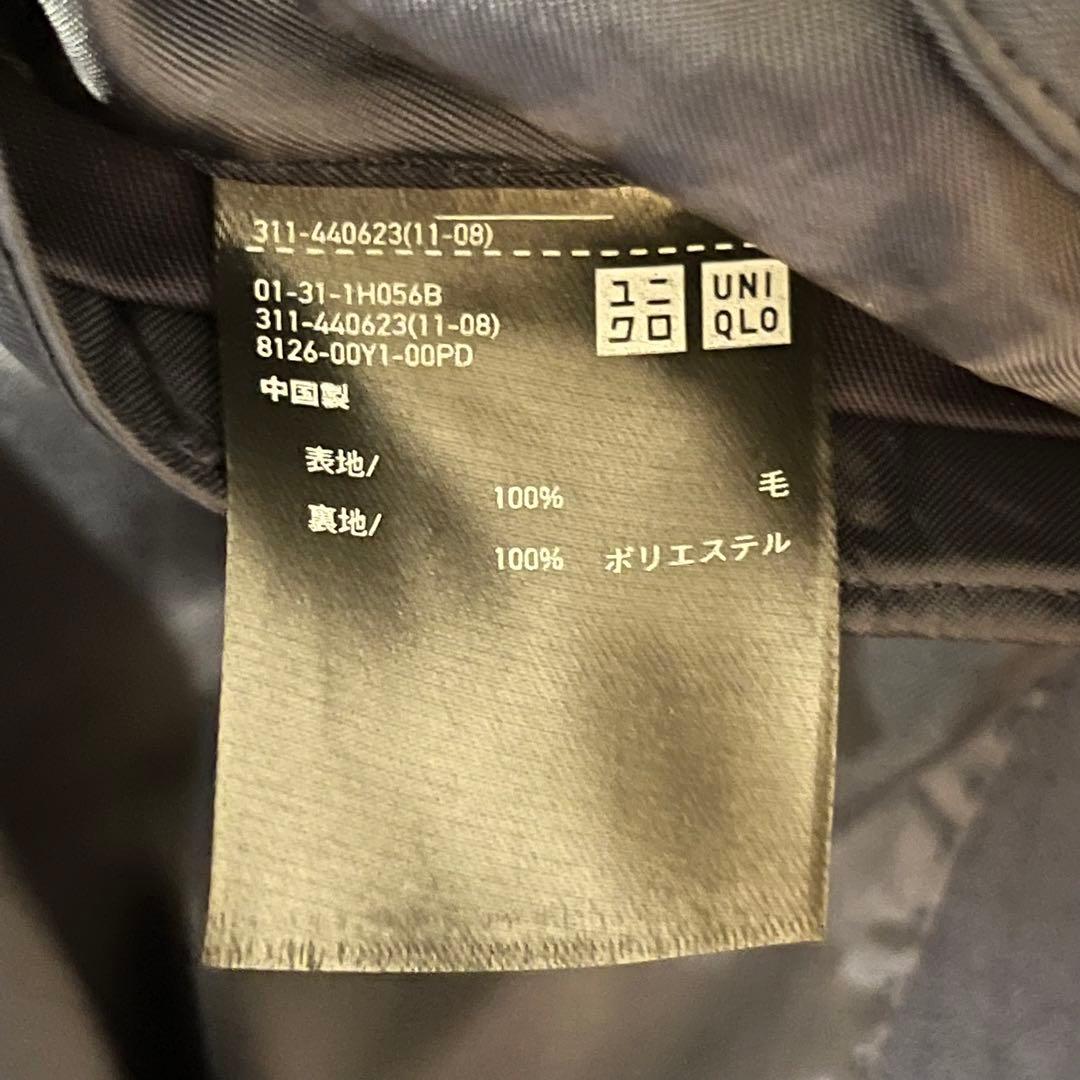 311-440623(11-08)
01-31-1H056B
311-440623(11-08)
8126-00Y1-00PD
中国製
ユニ
クロ
UNI
QLO
表地/
100% 毛
裏地/
100% ポリエステル